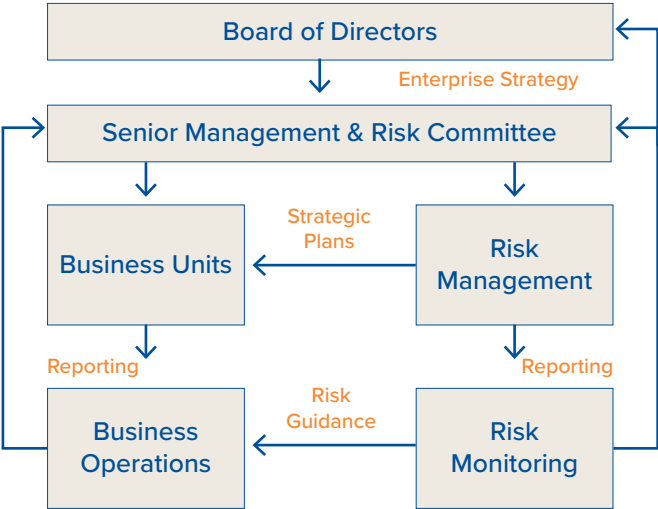 Board of Directors
Enterprise Strategy
Senior Management & Risk Committee
Business Units
Strategic
Plans
Risk
Management
Reporting
Reporting
Business
Operations
Risk
Guidance
Risk
Monitoring